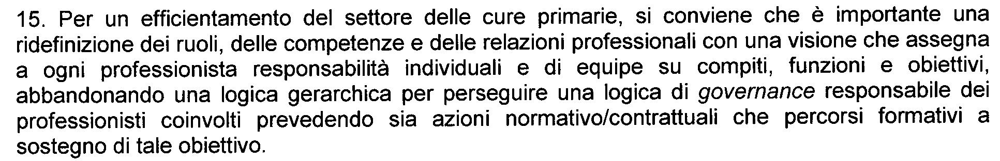 15. Per un efficientamento del settore delle cure primarie, si conviene che è importante una
ridefinizione dei ruoli, delle competenze e delle relazioni professionali con una visione che assegna
a ogni professionista responsabilità individuali e di equipe su compiti, funzioni e obiettivi,
abbandonando una logica gerarchica per perseguire una logica di governance responsabile dei
professionisti coinvolti prevedendo sia azioni normativo/contrattuali che percorsi formativi a
sostegno di tale obiettivo.